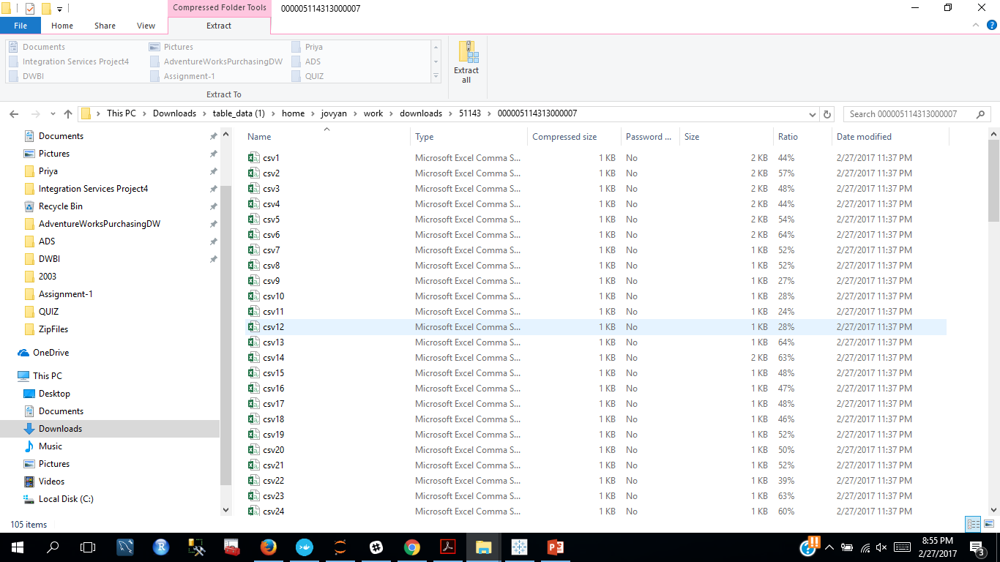 Compressed Folder Tools 000005114313000007
File Home Share View Extract
Documents Pictures Priya
Integration Services Project4 AdventureWorksPurchasingDW ADS
DWBI Assignment-1 QUIZ
Extract all
Extract To
This PC Downloads table_data (1) home jovyan work downloads 51143 000005114313000007 Search 000005114313000007
Documents
Pictures
Priya
Integration Services Project4
Recycle Bin
AdventureWorksPurchasingDW
ADS
DWBI
2003
Assignment-1
QUIZ
ZipFiles
OneDrive
This PC
Desktop
Documents
Downloads
Music
Pictures
Videos
Local Disk (C:)
Name Type Compressed size Password ... Size Ratio Date modified
csv1 Microsoft Excel Comma S... 1 KB No 2 KB 44% 2/27/2017 11:37 PM
csv2 Microsoft Excel Comma S... 1 KB No 2 KB 57% 2/27/2017 11:37 PM
csv3 Microsoft Excel Comma S... 1 KB No 2 KB 48% 2/27/2017 11:37 PM
csv4 Microsoft Excel Comma S... 1 KB No 2 KB 44% 2/27/2017 11:37 PM
csv5 Microsoft Excel Comma S... 1 KB No 2 KB 54% 2/27/2017 11:37 PM
csv6 Microsoft Excel Comma S... 1 KB No 2 KB 64% 2/27/2017 11:37 PM
csv7 Microsoft Excel Comma S... 1 KB No 1 KB 52% 2/27/2017 11:37 PM
csv8 Microsoft Excel Comma S... 1 KB No 1 KB 52% 2/27/2017 11:37 PM
csv9 Microsoft Excel Comma S... 1 KB No 1 KB 27% 2/27/2017 11:37 PM
csv10 Microsoft Excel Comma S... 1 KB No 1 KB 28% 2/27/2017 11:37 PM
csv11 Microsoft Excel Comma S... 1 KB No 1 KB 24% 2/27/2017 11:37 PM
csv12 Microsoft Excel Comma S... 1 KB No 1 KB 28% 2/27/2017 11:37 PM
csv13 Microsoft Excel Comma S... 1 KB No 1 KB 64% 2/27/2017 11:37 PM
csv14 Microsoft Excel Comma S... 1 KB No 2 KB 63% 2/27/2017 11:37 PM
csv15 Microsoft Excel Comma S... 1 KB No 1 KB 48% 2/27/2017 11:37 PM
csv16 Microsoft Excel Comma S... 1 KB No 1 KB 47% 2/27/2017 11:37 PM
csv17 Microsoft Excel Comma S... 1 KB No 1 KB 48% 2/27/2017 11:37 PM
csv18 Microsoft Excel Comma S... 1 KB No 1 KB 46% 2/27/2017 11:37 PM
csv19 Microsoft Excel Comma S... 1 KB No 1 KB 52% 2/27/2017 11:37 PM
csv20 Microsoft Excel Comma S... 1 KB No 1 KB 50% 2/27/2017 11:37 PM
csv21 Microsoft Excel Comma S... 1 KB No 1 KB 52% 2/27/2017 11:37 PM
csv22 Microsoft Excel Comma S... 1 KB No 1 KB 39% 2/27/2017 11:37 PM
csv23 Microsoft Excel Comma S... 1 KB No 1 KB 63% 2/27/2017 11:37 PM
csv24 Microsoft Excel Comma S... 1 KB No 1 KB 60% 2/27/2017 11:37 PM
105 items
8:55 PM
2/27/2017
3